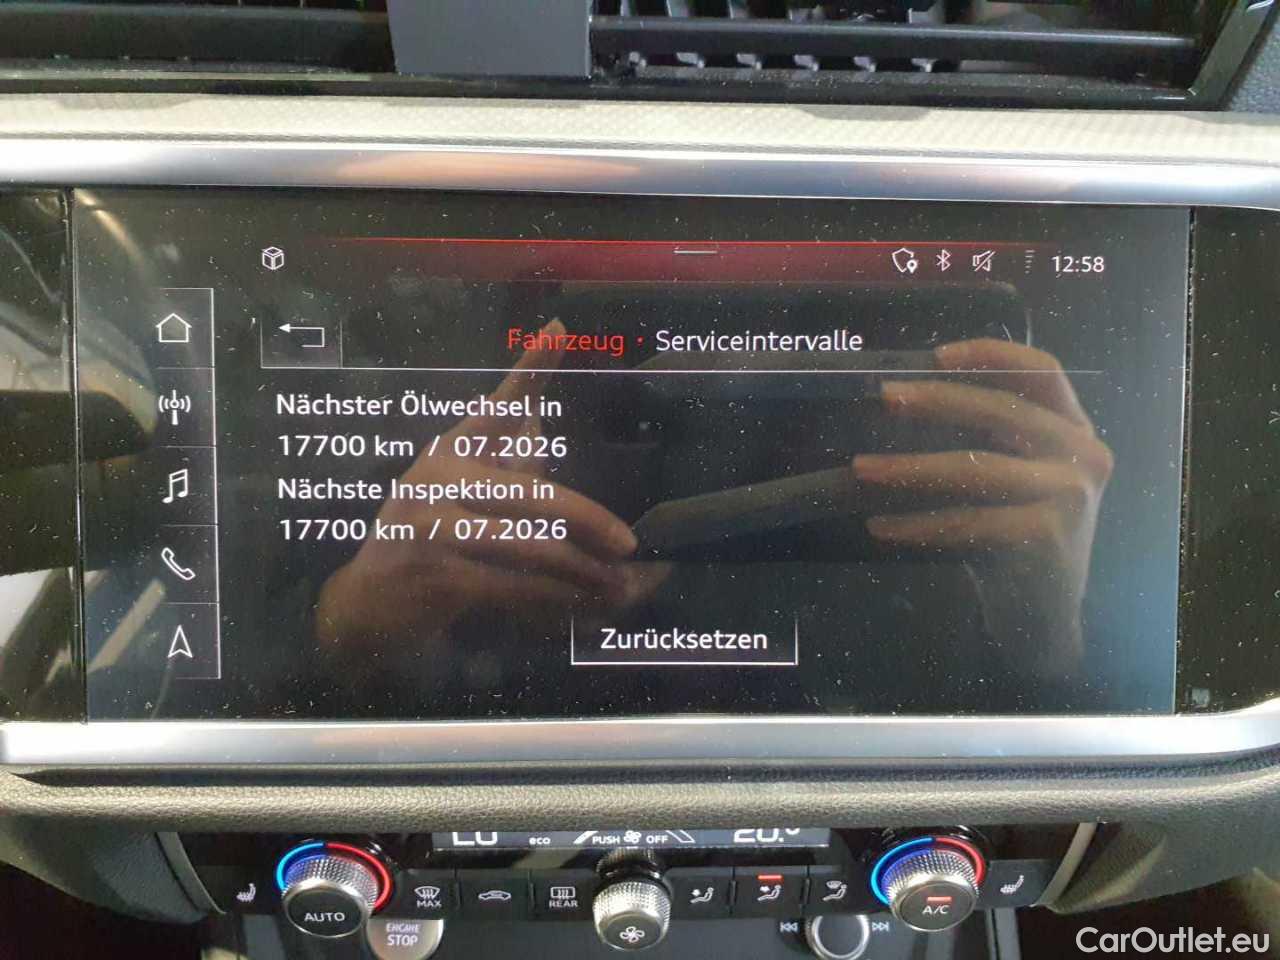 12:58
Fahrzeug · Serviceintervalle
Nächster Ölwechsel in
17700 km / 07.2026
Nächste Inspektion in
17700 km / 07.2026
Zurücksetzen
eco
PUSH OFF
AUTO
MAX
REAR
A/C
ENGINE
STOP
CarOutlet.eu